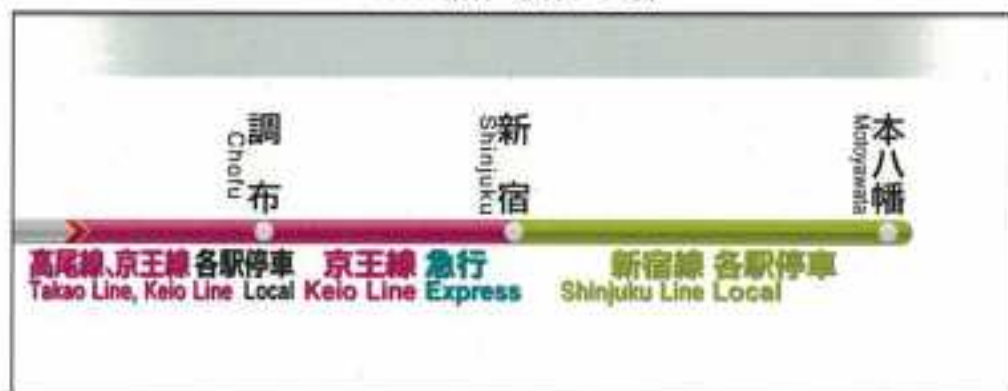 調布
Chofu
新宿
Shinjuku
本八幡
Motoyawata
高尾線、京王線 各駅停車 京王線 急行 新宿線 各駅停車
Takao Line, Keio Line Local Keio Line Express Shinjuku Line Local